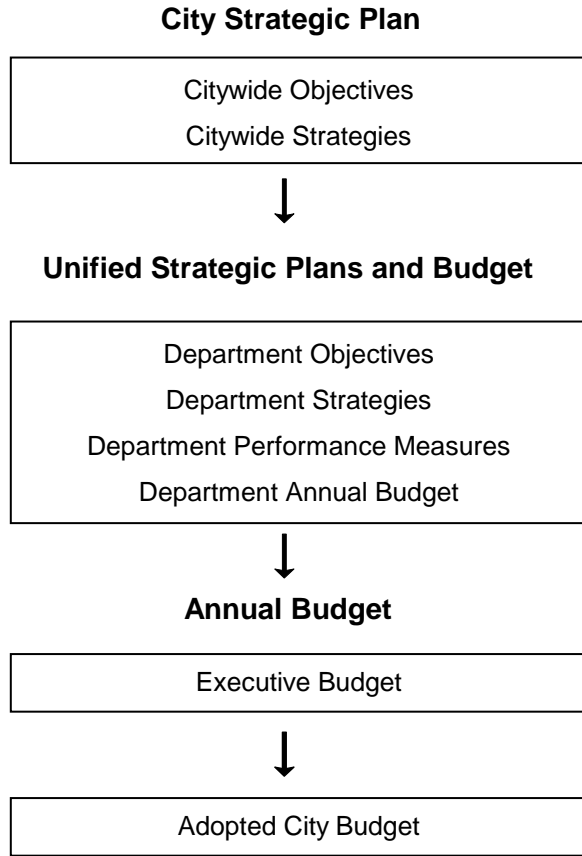 City Strategic Plan
Citywide Objectives
Citywide Strategies
Unified Strategic Plans and Budget
Department Objectives
Department Strategies
Department Performance Measures
Department Annual Budget
Annual Budget
Executive Budget
Adopted City Budget